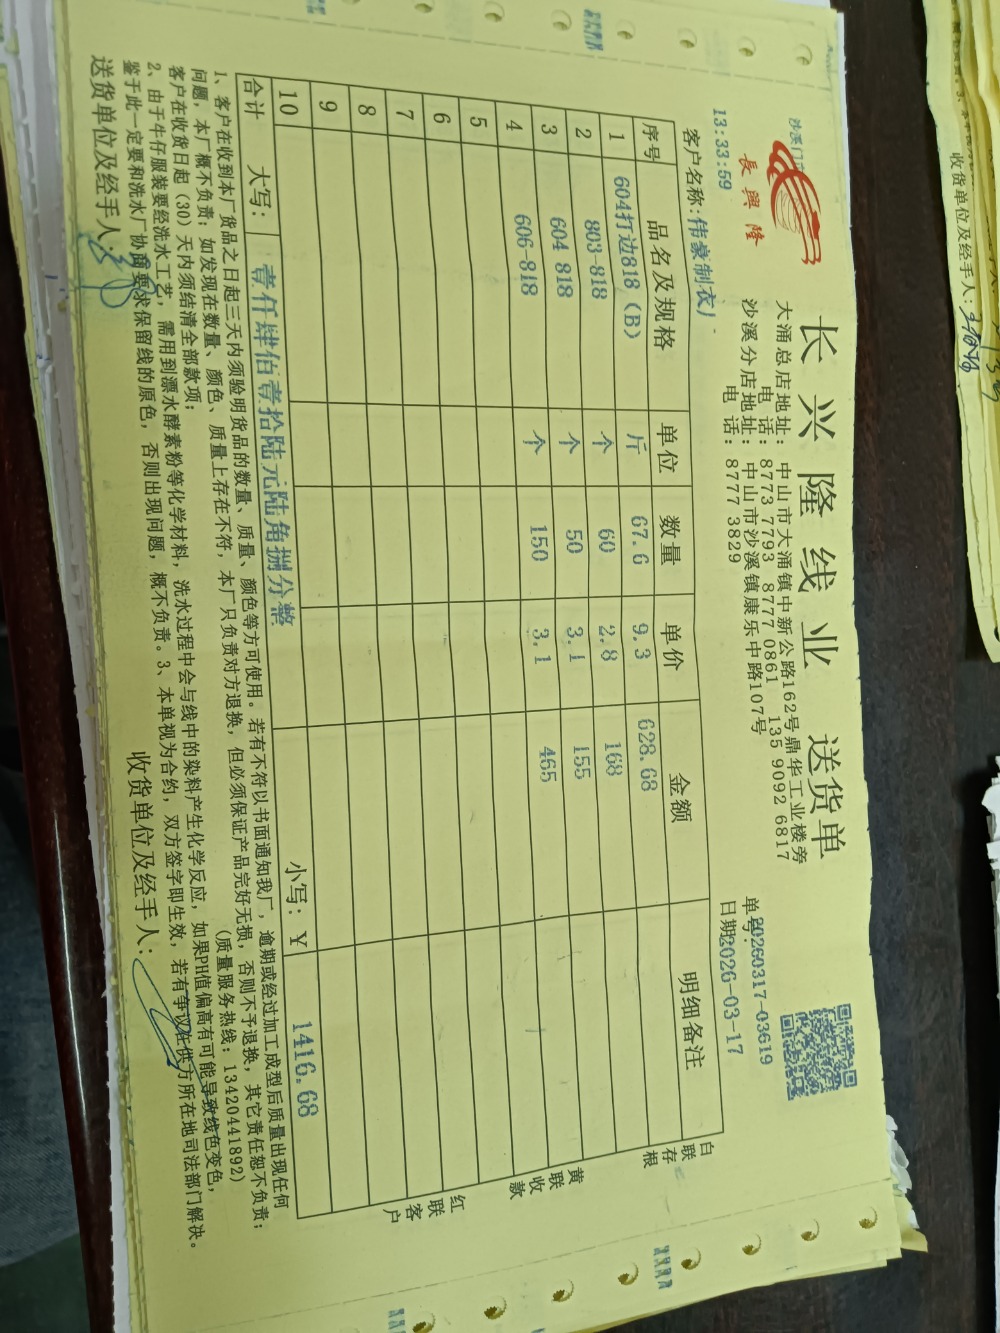 长兴隆线业 送货单
長興隆
大涌总店地址：中山市大涌镇中新公路162号鼎华工业楼旁
电 话：8773 7793 8777 0861 135 9092 6817
沙溪分店地址：中山市沙溪镇康乐中路107号
电 话：8777 3829
沙溪门市
13:33:59
单号：20260317-03619
日期2026-03-17
客户名称：伟豪制衣厂
序号 品名及规格 单位 数量 单价 金额 明细备注
1 604打边818（B） 斤 67.6 9.3 628.68
2 803-818 个 60 2.8 168
3 604 818 个 50 3.1 155
4 606-818 个 150 3.1 465
5
6
7
8
9
10
合计 大写：壹仟肆佰壹拾陆元陆角捌分整 小写：￥ 1416.68
白联存根
黄联收款
红联客户
1、客户在收到本厂货品之日起三天内须验明货品的数量、质量、颜色等方可使用。若有不符以书面通知我厂，逾期或经过加工成型后质量出现任何
问题，本厂概不负责；如发现在数量、颜色、质量上存在不符，本厂只负责对方退换，但必须保证产品完好无损，否则不予退换，其它责任恕不负责；
客户在收货日起（30）天内须结清全部款项； （质量服务热线：13420441892）
2、由于牛仔服装要经洗水工艺，需用到漂水酵素粉等化学材料，洗水过程中会与线中的染料产生化学反应，如果PH值偏高有可能导致线色变色，
鉴于此一定要和洗水厂协商要求保留线的原色，否则出现问题，概不负责。3、本单视为合约，双方签字即生效，若有争议在供方所在地司法部门解决。
送货单位及经手人： 收货单位及经手人：
收货单位及经手人：